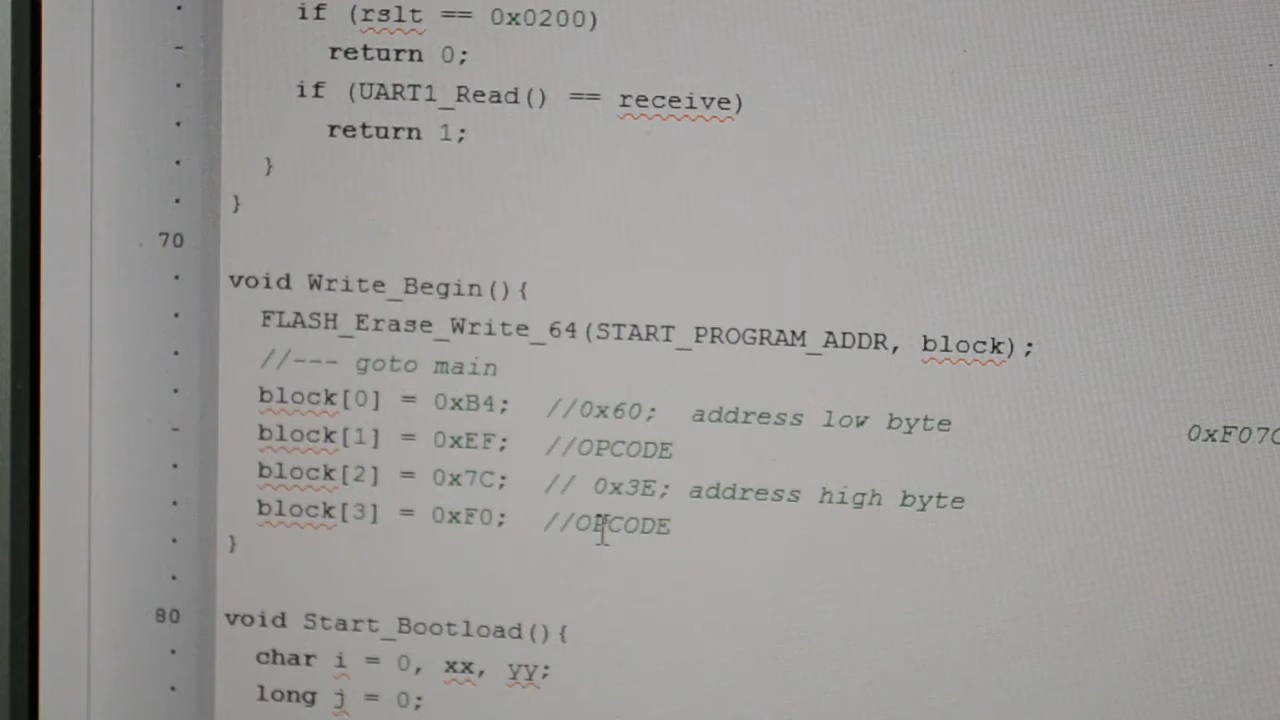 if (rslt == 0x0200)
return 0;
if (UART1_Read() == receive)
return 1;
}
}
70
void Write_Begin(){
FLASH_Erase_Write_64(START_PROGRAM_ADDR, block);
//--- goto main
block[0] = 0xB4; //0x60; address low byte
block[1] = 0xEF; //OPCODE 0xF07C
block[2] = 0x7C; // 0x3E; address high byte
block[3] = 0xF0; //OPCODE
}
80 void Start_Bootload(){
char i = 0, xx, yy;
long j = 0;